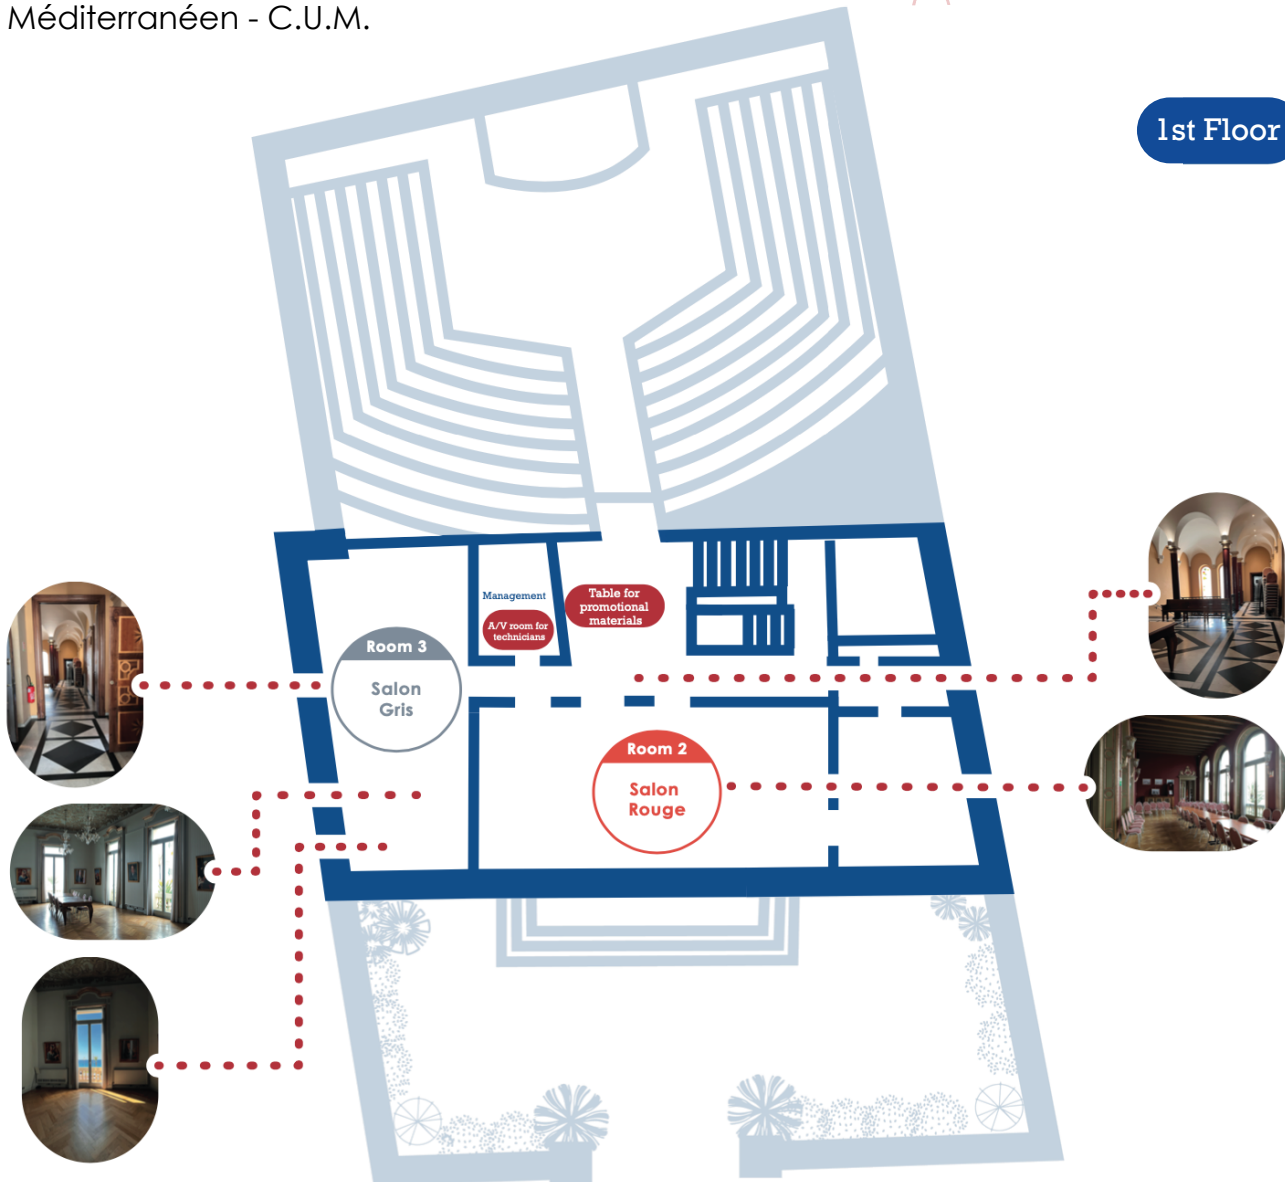 Méditerranéen - C.U.M.
1st Floor
Management
A/V room for
technicians
Table for
promotional
materials
Room 3
Salon
Gris
Room 2
Salon
Rouge